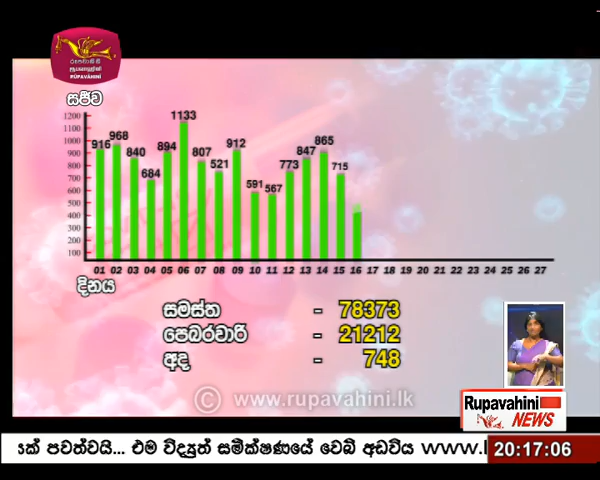 රූපවාහිනී
RUPAVAHINI
සජීව
1200
1100
1000
900
800
700
600
500
400
300
200
100
916 968 840 684 894 1133 807 521 912 591 567 773 847 865 715
01 02 03 04 05 06 07 08 09 10 11 12 13 14 15 16 17 18 19 20 21 22 23 24 25 26 27
දිනය
සමස්ත - 78373
පෙබරවාරි - 21212
අද - 748
© www.rupavahini.lk
Rupavahini
NEWS
පවත්වයි... එම විද්‍යුත් සමීක්ෂණයේ වෙබ් අඩවිය www.
20:17:06